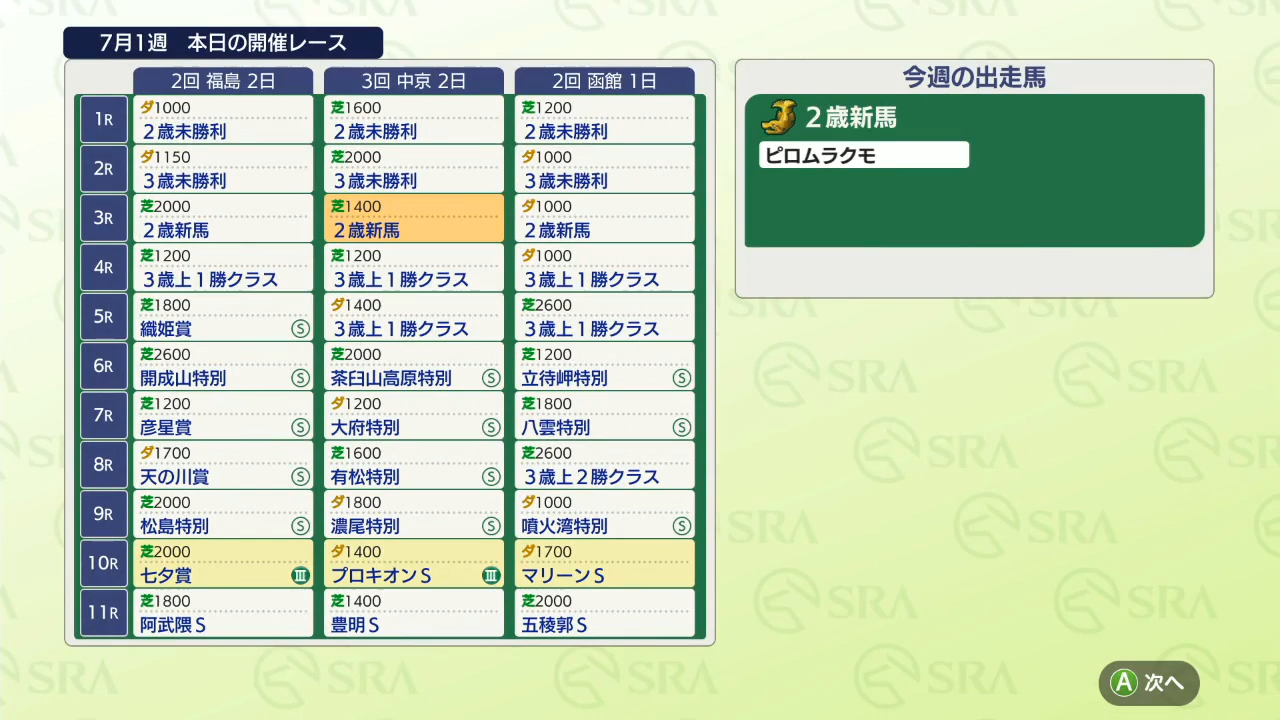 7月1週 本日の開催レース
2回 福島 2日 3回 中京 2日 2回 函館 1日
1R ダ1000 芝1600 芝1200
２歳未勝利 ２歳未勝利 ２歳未勝利
2R ダ1150 芝2000 ダ1000
３歳未勝利 ３歳未勝利 ３歳未勝利
3R 芝2000 芝1400 ダ1000
２歳新馬 ２歳新馬 ２歳新馬
4R 芝1200 芝1200 ダ1000
３歳上１勝クラス ３歳上１勝クラス ３歳上１勝クラス
5R 芝1800 ダ1400 芝2600
織姫賞 Ⓢ ３歳上１勝クラス ３歳上１勝クラス
6R 芝2600 芝2000 芝1200
開成山特別 Ⓢ 茶臼山高原特別 Ⓢ 立待岬特別 Ⓢ
7R 芝1200 ダ1200 芝1800
彦星賞 Ⓢ 大府特別 Ⓢ 八雲特別 Ⓢ
8R ダ1700 芝1600 芝2600
天の川賞 Ⓢ 有松特別 Ⓢ ３歳上２勝クラス
9R 芝2000 ダ1800 ダ1000
松島特別 Ⓢ 濃尾特別 Ⓢ 噴火湾特別 Ⓢ
10R 芝2000 ダ1400 ダ1700
七夕賞 Ⅲ プロキオンＳ Ⅲ マリーンＳ
11R 芝1800 芝1400 芝2000
阿武隈Ｓ 豊明Ｓ 五稜郭Ｓ
今週の出走馬
２歳新馬
ピロムラクモ
A 次へ
SRA